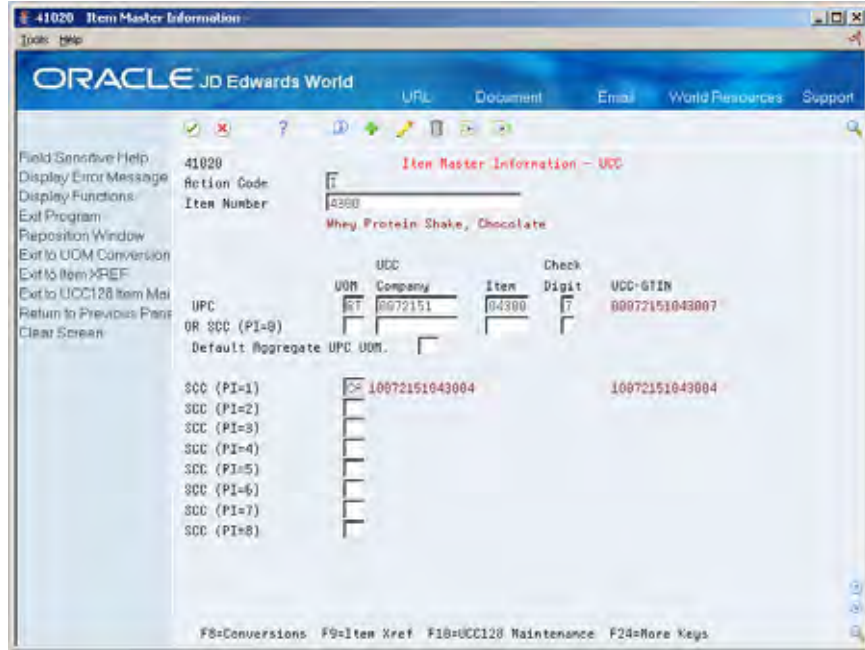 41020 Item Master Information
Tools Help
ORACLE JD Edwards World
URL Document Email World Resources Support
Field Sensitive Help
Display Error Message
Display Functions
Exit Program
Reposition Window
Exit to UOM Conversion
Exit to Item XREF
Exit to UCC128 Item Mai
Return to Previous Pane
Clear Screen
41020 Item Master Information - UCC
Action Code I
Item Number 4300
Whey Protein Shake, Chocolate
UCC Check
UOM Company Item Digit UCC-GTIN
UPC BT 0072151 04300 7 00072151043007
OR SCC (PI=0)
Default Aggregate UPC UOM.
SCC (PI=1) 10072151043004 10072151043004
SCC (PI=2)
SCC (PI=3)
SCC (PI=4)
SCC (PI=5)
SCC (PI=6)
SCC (PI=7)
SCC (PI=8)
F8=Conversions F9=Item Xref F18=UCC128 Maintenance F24=More Keys